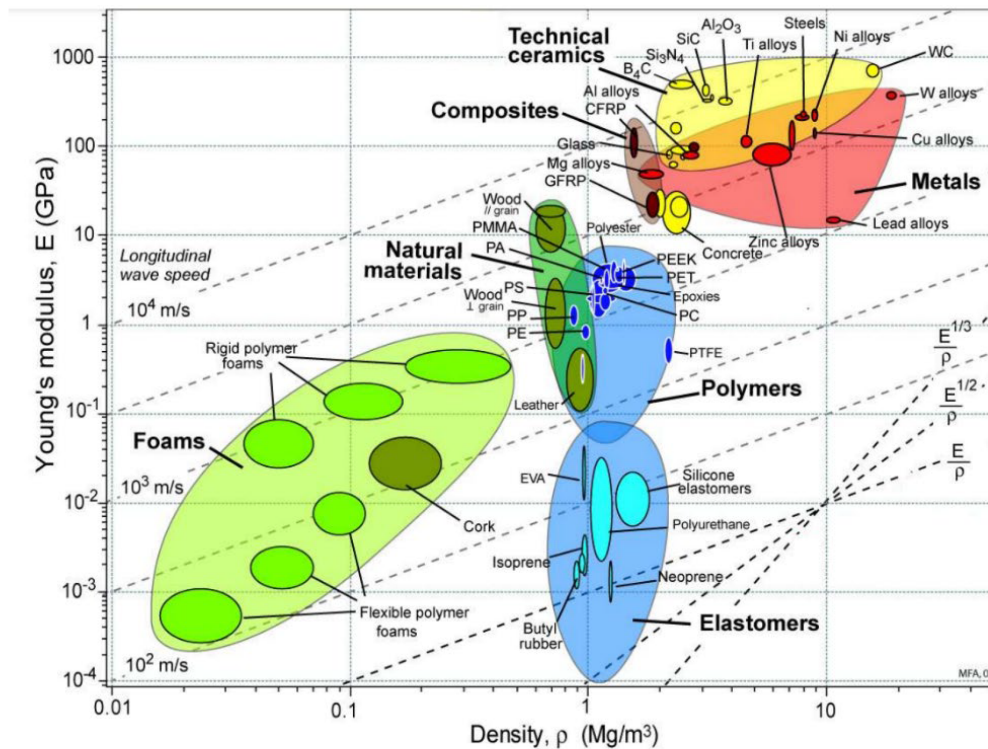 Young's modulus, E (GPa)
1000
100
10
1
10⁻¹
10⁻²
10⁻³
10⁻⁴
0.01
0.1
1
10
Density, ρ (Mg/m³)
Technical
ceramics
Composites
Natural
materials
Foams
Polymers
Elastomers
Metals
Al₂O₃
SiC
Si₃N₄
B₄C
Al alloys
CFRP
Glass
Mg alloys
GFRP
Steels
Ti alloys
Ni alloys
WC
W alloys
Cu alloys
Lead alloys
Zinc alloys
Concrete
Wood
// grain
PMMA
PA
Polyester
PEEK
PET
Epoxies
PC
PS
Wood
⊥ grain
PP
PE
PTFE
Leather
Longitudinal
wave speed
10⁴ m/s
10³ m/s
10² m/s
Rigid polymer
foams
Cork
Flexible polymer
foams
EVA
Silicone
elastomers
Polyurethane
Isoprene
Neoprene
Butyl
rubber
E¹ᐟ³
ρ
E¹ᐟ²
ρ
E
ρ
MFA, 0